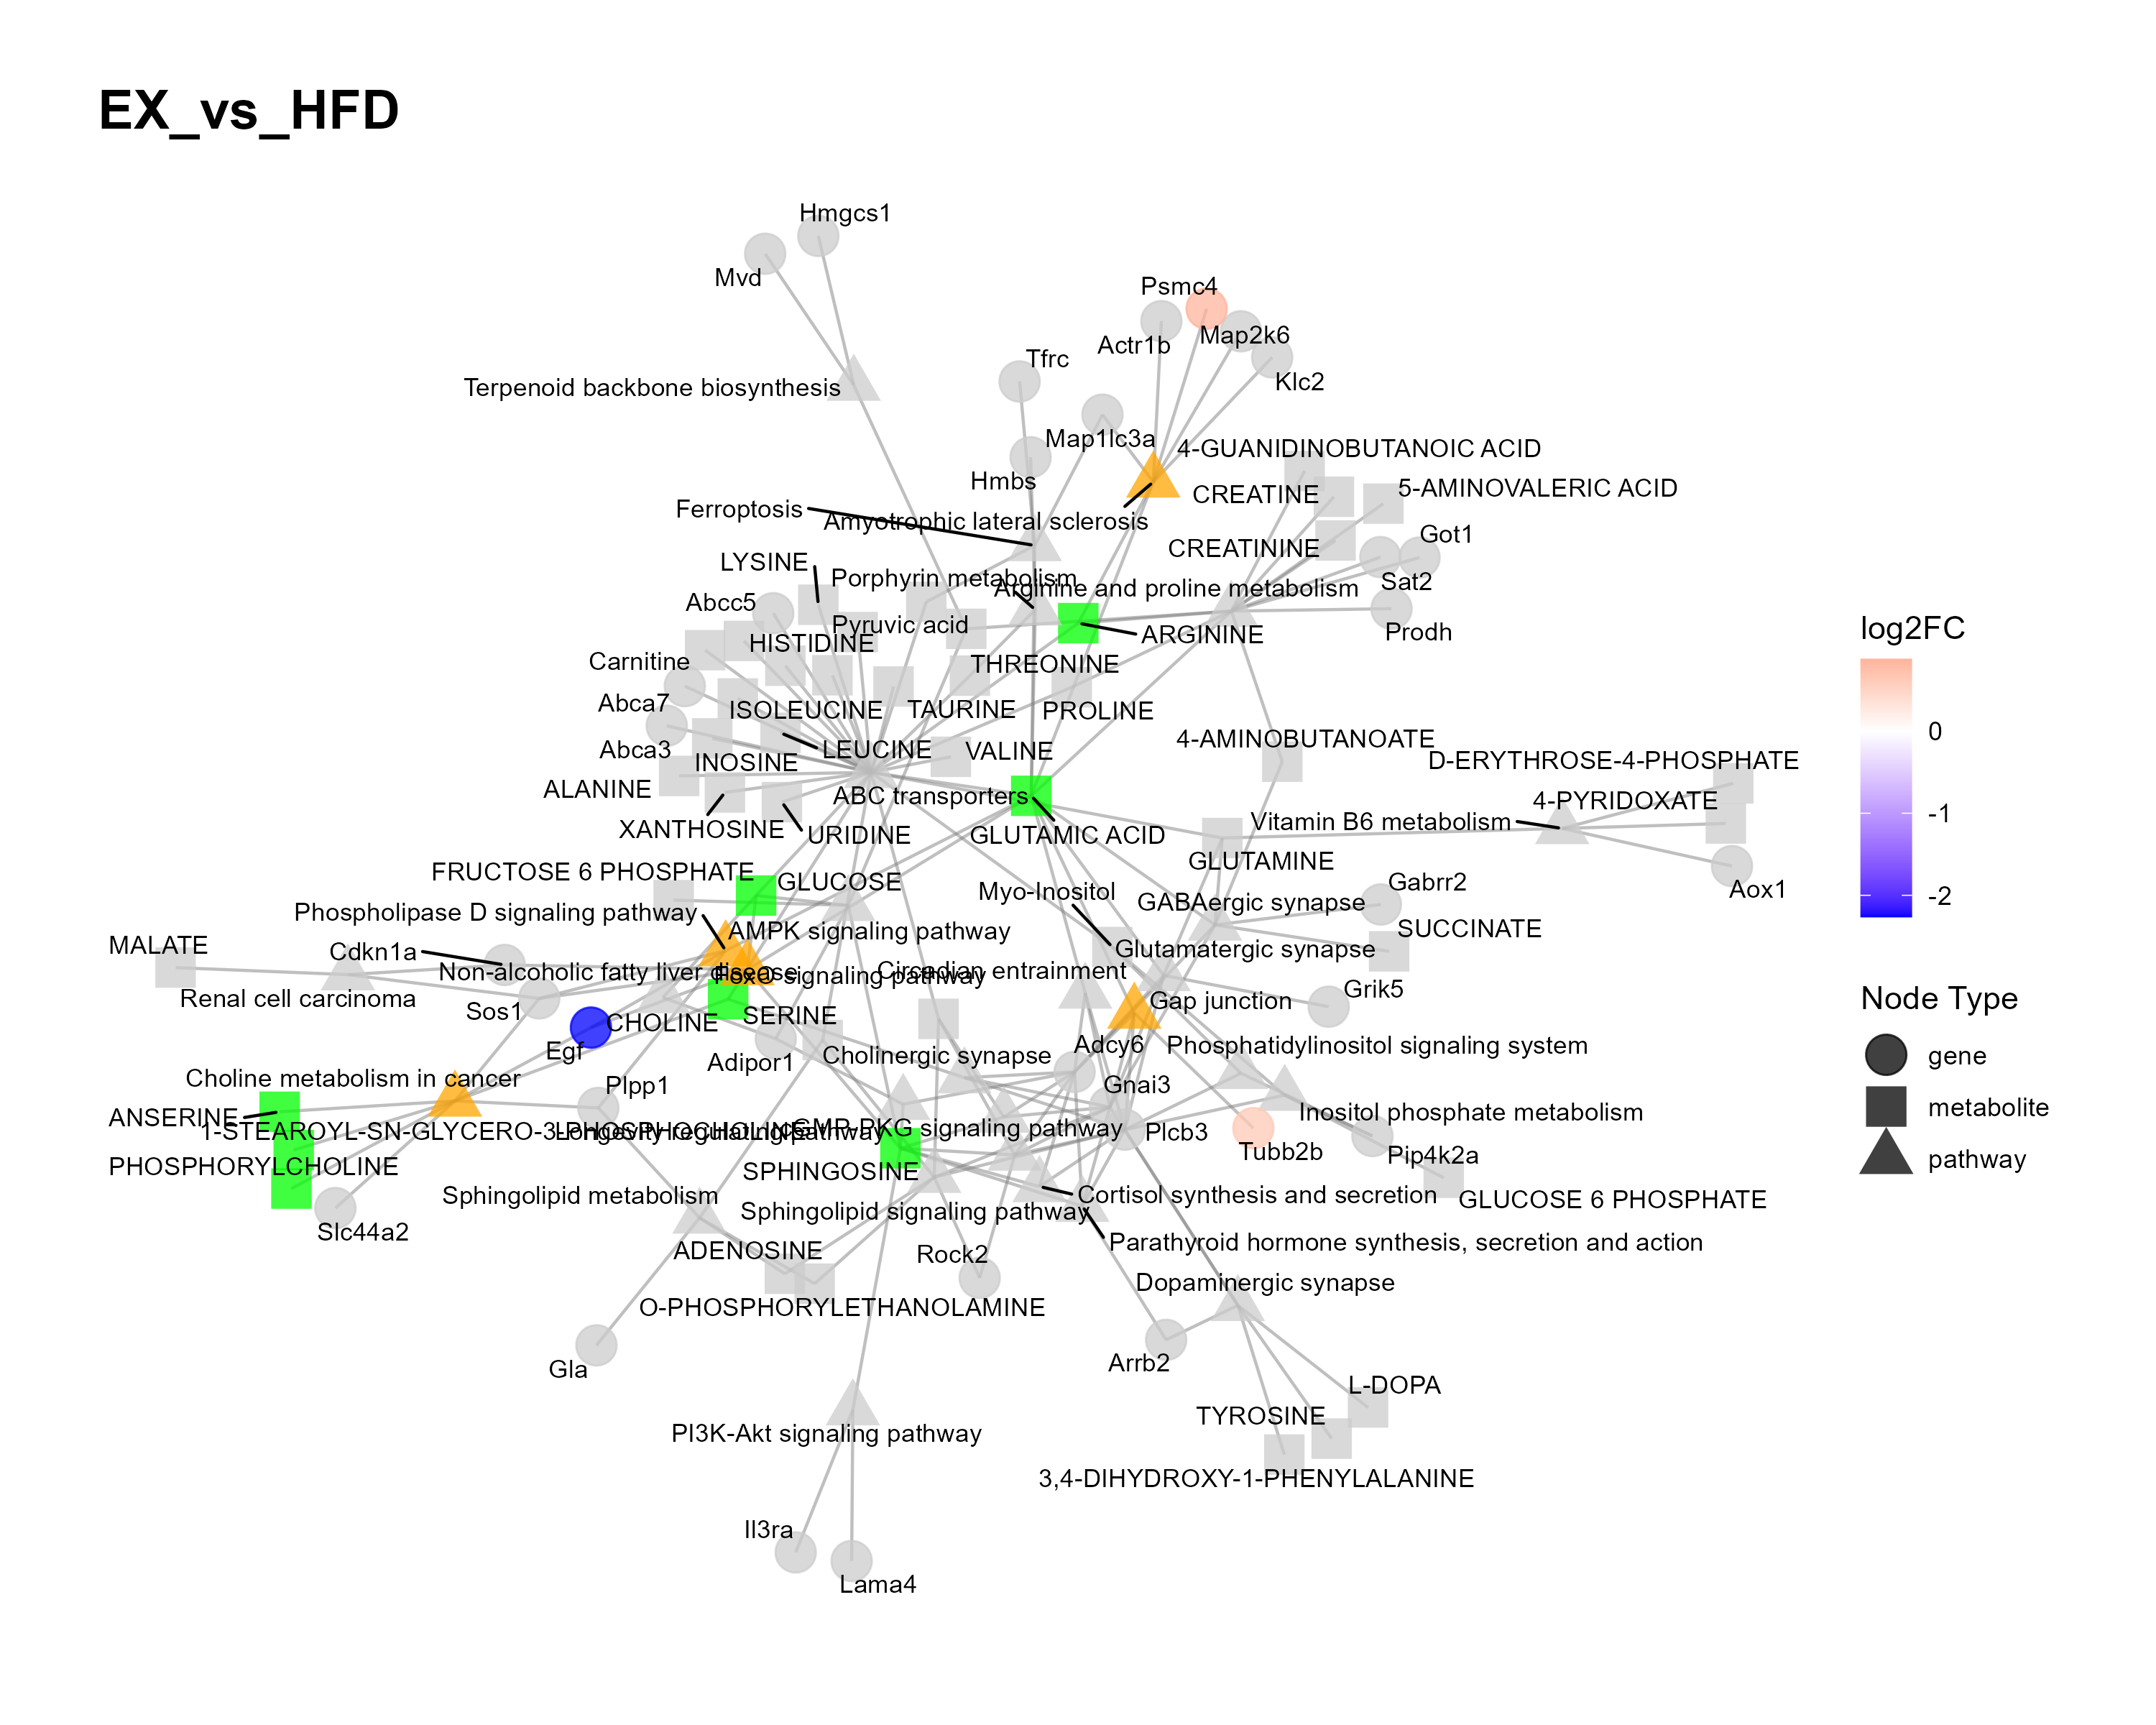 EX_vs_HFD
Hmgcs1
Mvd
Psmc4
Map2k6
Actr1b
Tfrc
Klc2
Terpenoid backbone biosynthesis
Map1lc3a
4-GUANIDINOBUTANOIC ACID
Hmbs
CREATINE
5-AMINOVALERIC ACID
Ferroptosis
Amyotrophic lateral sclerosis
Got1
CREATININE
LYSINE
Porphyrin metabolism
Arginine and proline metabolism
Sat2
Abcc5
Pyruvic acid
ARGININE
Prodh
HISTIDINE
Carnitine
THREONINE
Abca7
ISOLEUCINE
TAURINE
PROLINE
Abca3
LEUCINE
VALINE
4-AMINOBUTANOATE
INOSINE
D-ERYTHROSE-4-PHOSPHATE
ALANINE
ABC transporters
4-PYRIDOXATE
XANTHOSINE
URIDINE
GLUTAMIC ACID
Vitamin B6 metabolism
GLUTAMINE
FRUCTOSE 6 PHOSPHATE
GLUCOSE
Myo-Inositol
Gabrr2
Aox1
Phospholipase D signaling pathway
GABAergic synapse
AMPK signaling pathway
SUCCINATE
MALATE
Cdkn1a
Glutamatergic synapse
Non-alcoholic fatty liver disease
FoxO signaling pathway
Circadian entrainment
Renal cell carcinoma
Sos1
Gap junction
Grik5
CHOLINE
SERINE
Egf
Adipor1
Cholinergic synapse
Adcy6
Phosphatidylinositol signaling system
Choline metabolism in cancer
Plpp1
Gnai3
ANSERINE
1-STEAROYL-SN-GLYCERO-3-PHOSPHOCHOLINE
Longevity regulating pathway
cGMP-PKG signaling pathway
Plcb3
Inositol phosphate metabolism
Tubb2b
Pip4k2a
PHOSPHORYLCHOLINE
SPHINGOSINE
Sphingolipid metabolism
Cortisol synthesis and secretion
GLUCOSE 6 PHOSPHATE
Slc44a2
Sphingolipid signaling pathway
Parathyroid hormone synthesis, secretion and action
ADENOSINE
Rock2
Dopaminergic synapse
O-PHOSPHORYLETHANOLAMINE
Gla
Arrb2
L-DOPA
TYROSINE
PI3K-Akt signaling pathway
3,4-DIHYDROXY-1-PHENYLALANINE
Il3ra
Lama4
log2FC
0
-1
-2
Node Type
gene
metabolite
pathway